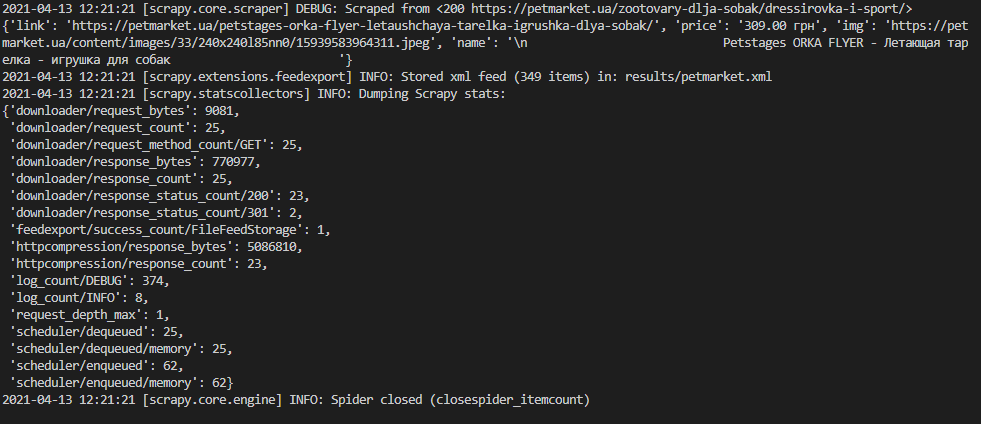 2021-04-13 12:21:21 [scrapy.core.scraper] DEBUG: Scraped from <200 https://petmarket.ua/zootovary-dlja-sobak/dressirovka-i-sport/>
{'link': 'https://petmarket.ua/petstages-orka-flyer-letauschaya-tarelka-igrushka-dlya-sobak/', 'price': '309.00 грн', 'img': 'https://pet
market.ua/content/images/33/240x240l85nn0/15939583964311.jpeg', 'name': '\n                          Petstages ORKA FLYER - Летающая тар
елка - игрушка для собак                        '}
2021-04-13 12:21:21 [scrapy.extensions.feedexport] INFO: Stored xml feed (349 items) in: results/petmarket.xml
2021-04-13 12:21:21 [scrapy.statscollectors] INFO: Dumping Scrapy stats:
{'downloader/request_bytes': 9081,
 'downloader/request_count': 25,
 'downloader/request_method_count/GET': 25,
 'downloader/response_bytes': 770977,
 'downloader/response_count': 25,
 'downloader/response_status_count/200': 23,
 'downloader/response_status_count/301': 2,
 'feedexport/success_count/FileFeedStorage': 1,
 'httpcompression/response_bytes': 5086810,
 'httpcompression/response_count': 23,
 'log_count/DEBUG': 374,
 'log_count/INFO': 8,
 'request_depth_max': 1,
 'scheduler/dequeued': 25,
 'scheduler/dequeued/memory': 25,
 'scheduler/enqueued': 62,
 'scheduler/enqueued/memory': 62}
2021-04-13 12:21:21 [scrapy.core.engine] INFO: Spider closed (closespider_itemcount)